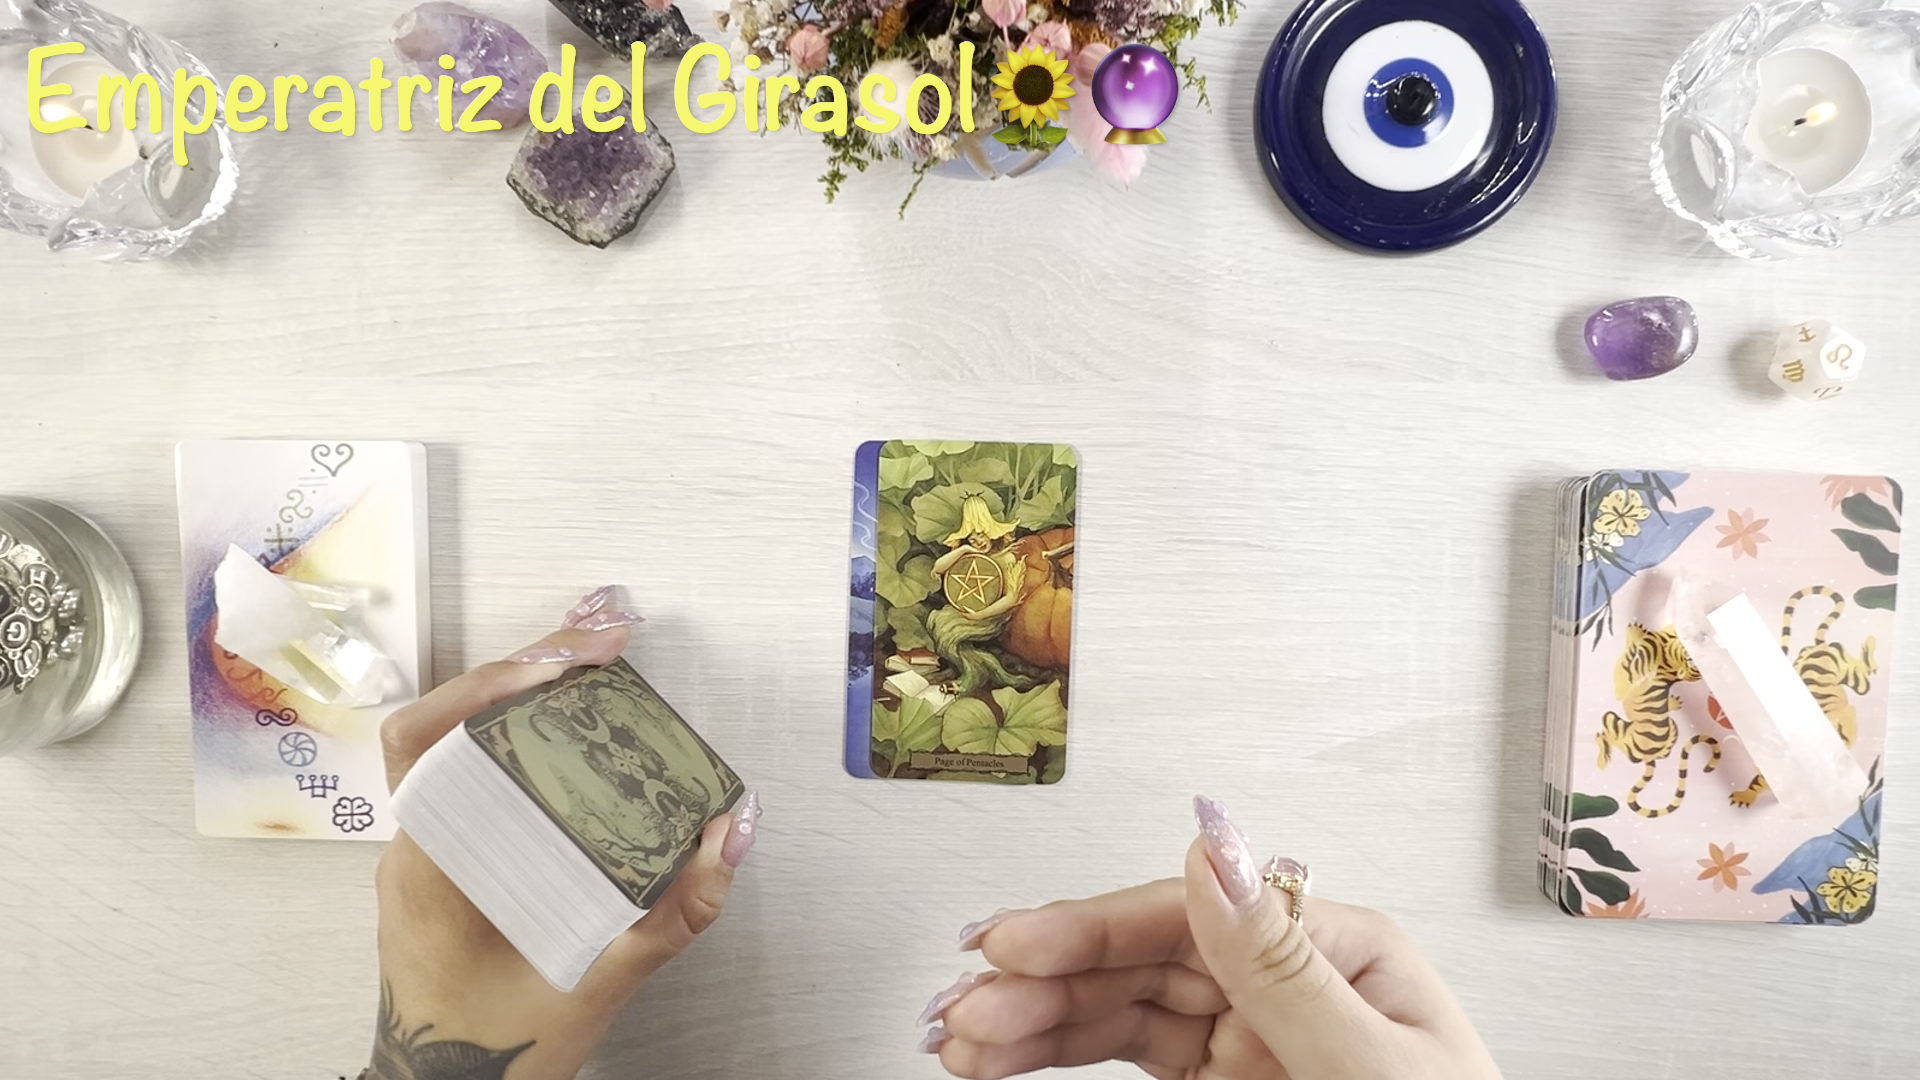 Emperatriz del Girasol🌻🔮
Page of Pentacles